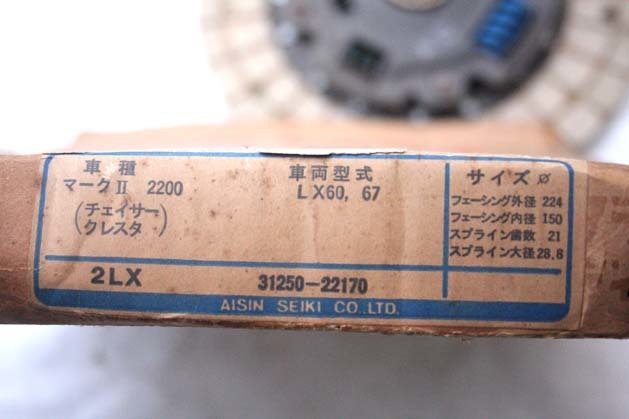 車種
マークⅡ 2200
(チェイサー
クレスタ)
車両型式
LX60, 67
サイズ ø
フェーシング外径 224
フェーシング内径 150
スプライン歯数 21
スプライン大径 28.8
2LX
31250-22170
AISIN SEIKI CO., LTD.